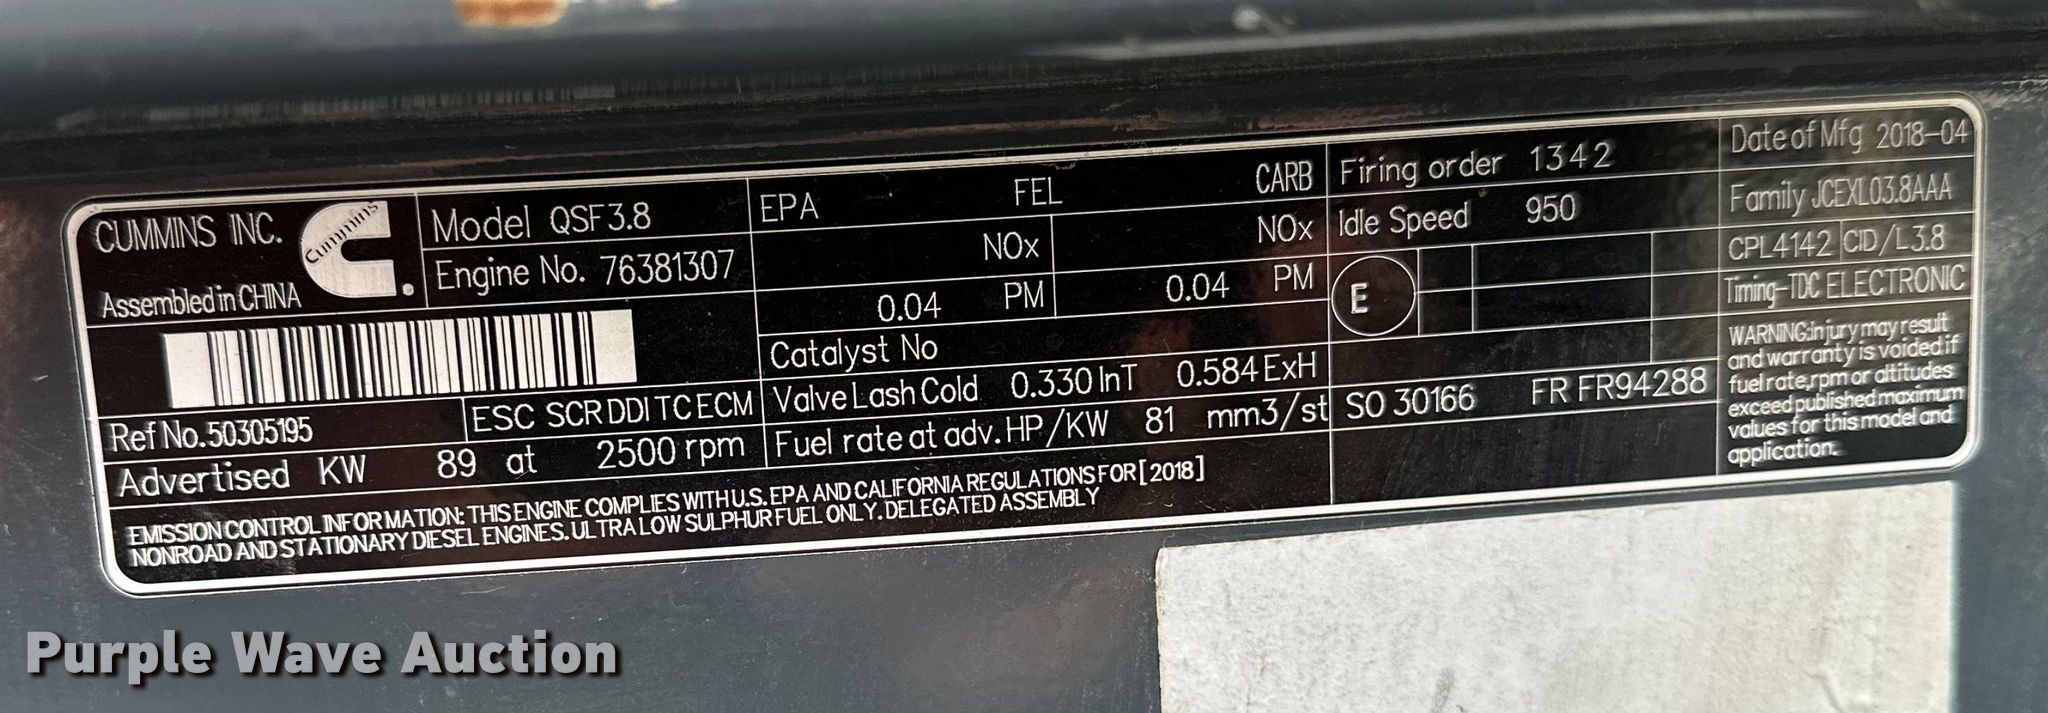 CUMMINS INC.
Cummins
Assembled in CHINA
Model QSF3.8
Engine No. 76381307
Ref No. 50305195
ESC SCR DDI TC ECM
Advertised KW 89 at 2500 rpm
EPA FEL CARB
NOx NOx
0.04 PM 0.04 PM
Catalyst No
Valve Lash Cold 0.330 InT 0.584 ExH
Fuel rate at adv. HP/KW 81 mm3/st
EMISSION CONTROL INFORMATION: THIS ENGINE COMPLIES WITH U.S. EPA AND CALIFORNIA REGULATIONS FOR [2018]
NONROAD AND STATIONARY DIESEL ENGINES. ULTRA LOW SULPHUR FUEL ONLY. DELEGATED ASSEMBLY
Firing order 1342
Idle Speed 950
E
SO 30166 FR FR94288
Date of Mfg 2018-04
Family JCEXL03.8AAA
CPL4142 CID/L3.8
Timing-TDC ELECTRONIC
WARNING:Injury may result
and warranty is voided if
fuel rate,rpm or altitudes
exceed published maximum
values for this model and
application.
Purple Wave Auction